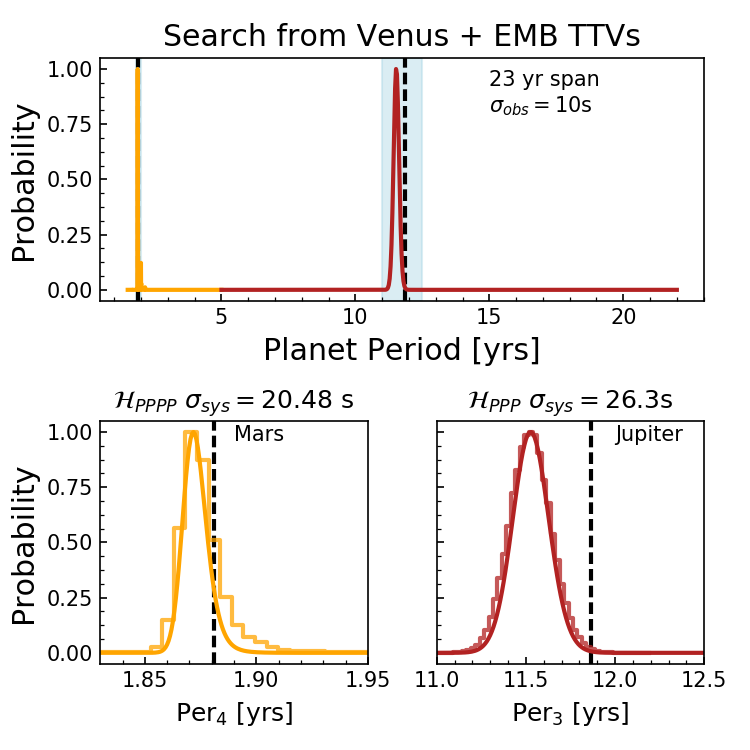 Search from Venus + EMB TTVs
Probability
1.00
0.75
0.50
0.25
0.00
23 yr span
σ_obs = 10s
5 10 15 20
Planet Period [yrs]
ℋ_PPPP σ_sys = 20.48 s
Probability
1.00
0.75
0.50
0.25
0.00
Mars
1.85 1.90 1.95
Per_4 [yrs]
ℋ_PPP σ_sys = 26.3s
Jupiter
11.0 11.5 12.0 12.5
Per_3 [yrs]